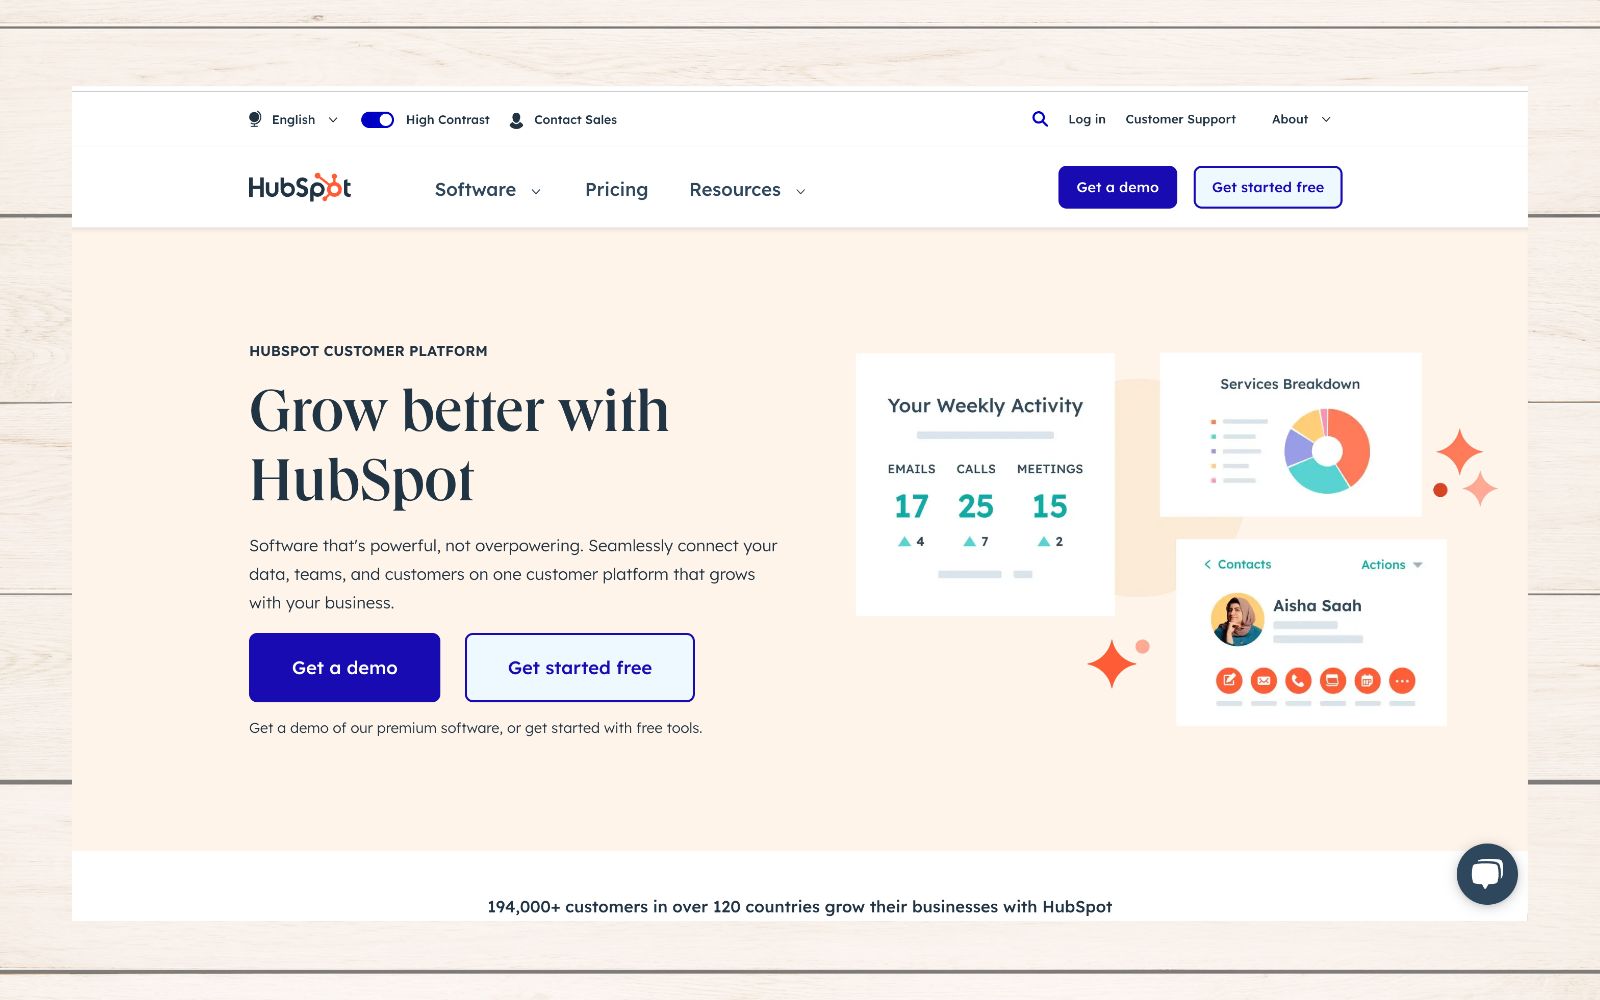 English
High Contrast
Contact Sales
Log in
Customer Support
About
HubSpot
Software
Pricing
Resources
Get a demo
Get started free
HUBSPOT CUSTOMER PLATFORM
Grow better with
HubSpot
Software that's powerful, not overpowering. Seamlessly connect your
data, teams, and customers on one customer platform that grows
with your business.
Get a demo
Get started free
Get a demo of our premium software, or get started with free tools.
Your Weekly Activity
EMAILS CALLS MEETINGS
17 25 15
4 7 2
Services Breakdown
Contacts
Actions
Aisha Saah
194,000+ customers in over 120 countries grow their businesses with HubSpot